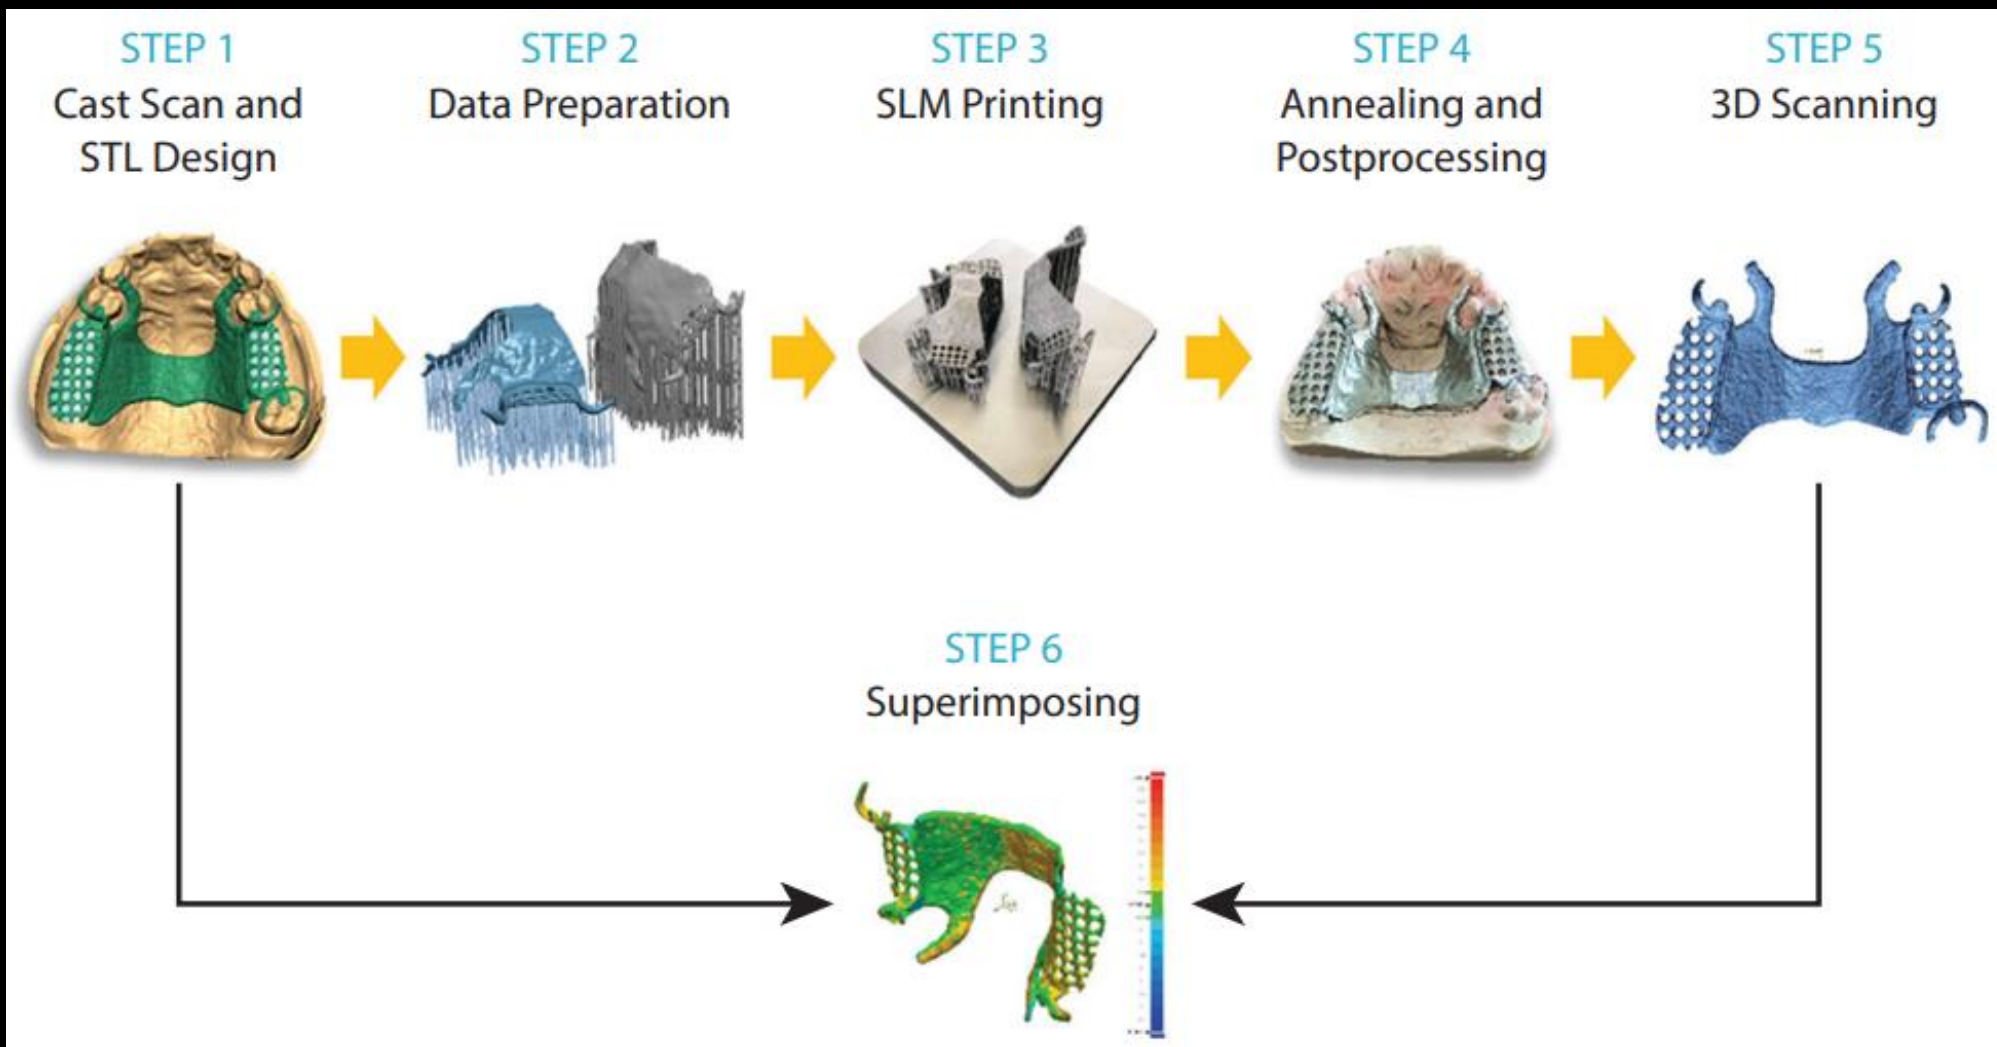 STEP 1
Cast Scan and
STL Design
STEP 2
Data Preparation
STEP 3
SLM Printing
STEP 4
Annealing and
Postprocessing
STEP 5
3D Scanning
STEP 6
Superimposing